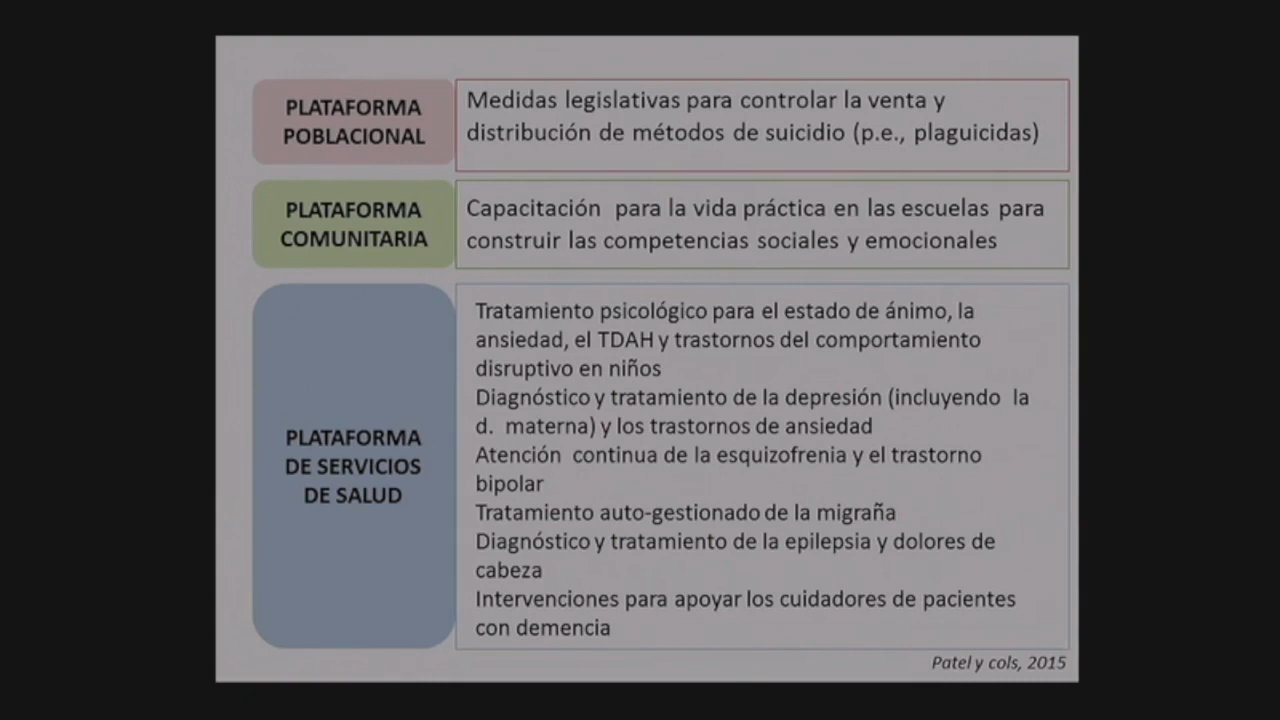 PLATAFORMA
POBLACIONAL
Medidas legislativas para controlar la venta y
distribución de métodos de suicidio (p.e., plaguicidas)
PLATAFORMA
COMUNITARIA
Capacitación para la vida práctica en las escuelas para
construir las competencias sociales y emocionales
PLATAFORMA
DE SERVICIOS
DE SALUD
Tratamiento psicológico para el estado de ánimo, la
ansiedad, el TDAH y trastornos del comportamiento
disruptivo en niños
Diagnóstico y tratamiento de la depresión (incluyendo la
d. materna) y los trastornos de ansiedad
Atención continua de la esquizofrenia y el trastorno
bipolar
Tratamiento auto-gestionado de la migraña
Diagnóstico y tratamiento de la epilepsia y dolores de
cabeza
Intervenciones para apoyar los cuidadores de pacientes
con demencia
Patel y cols, 2015